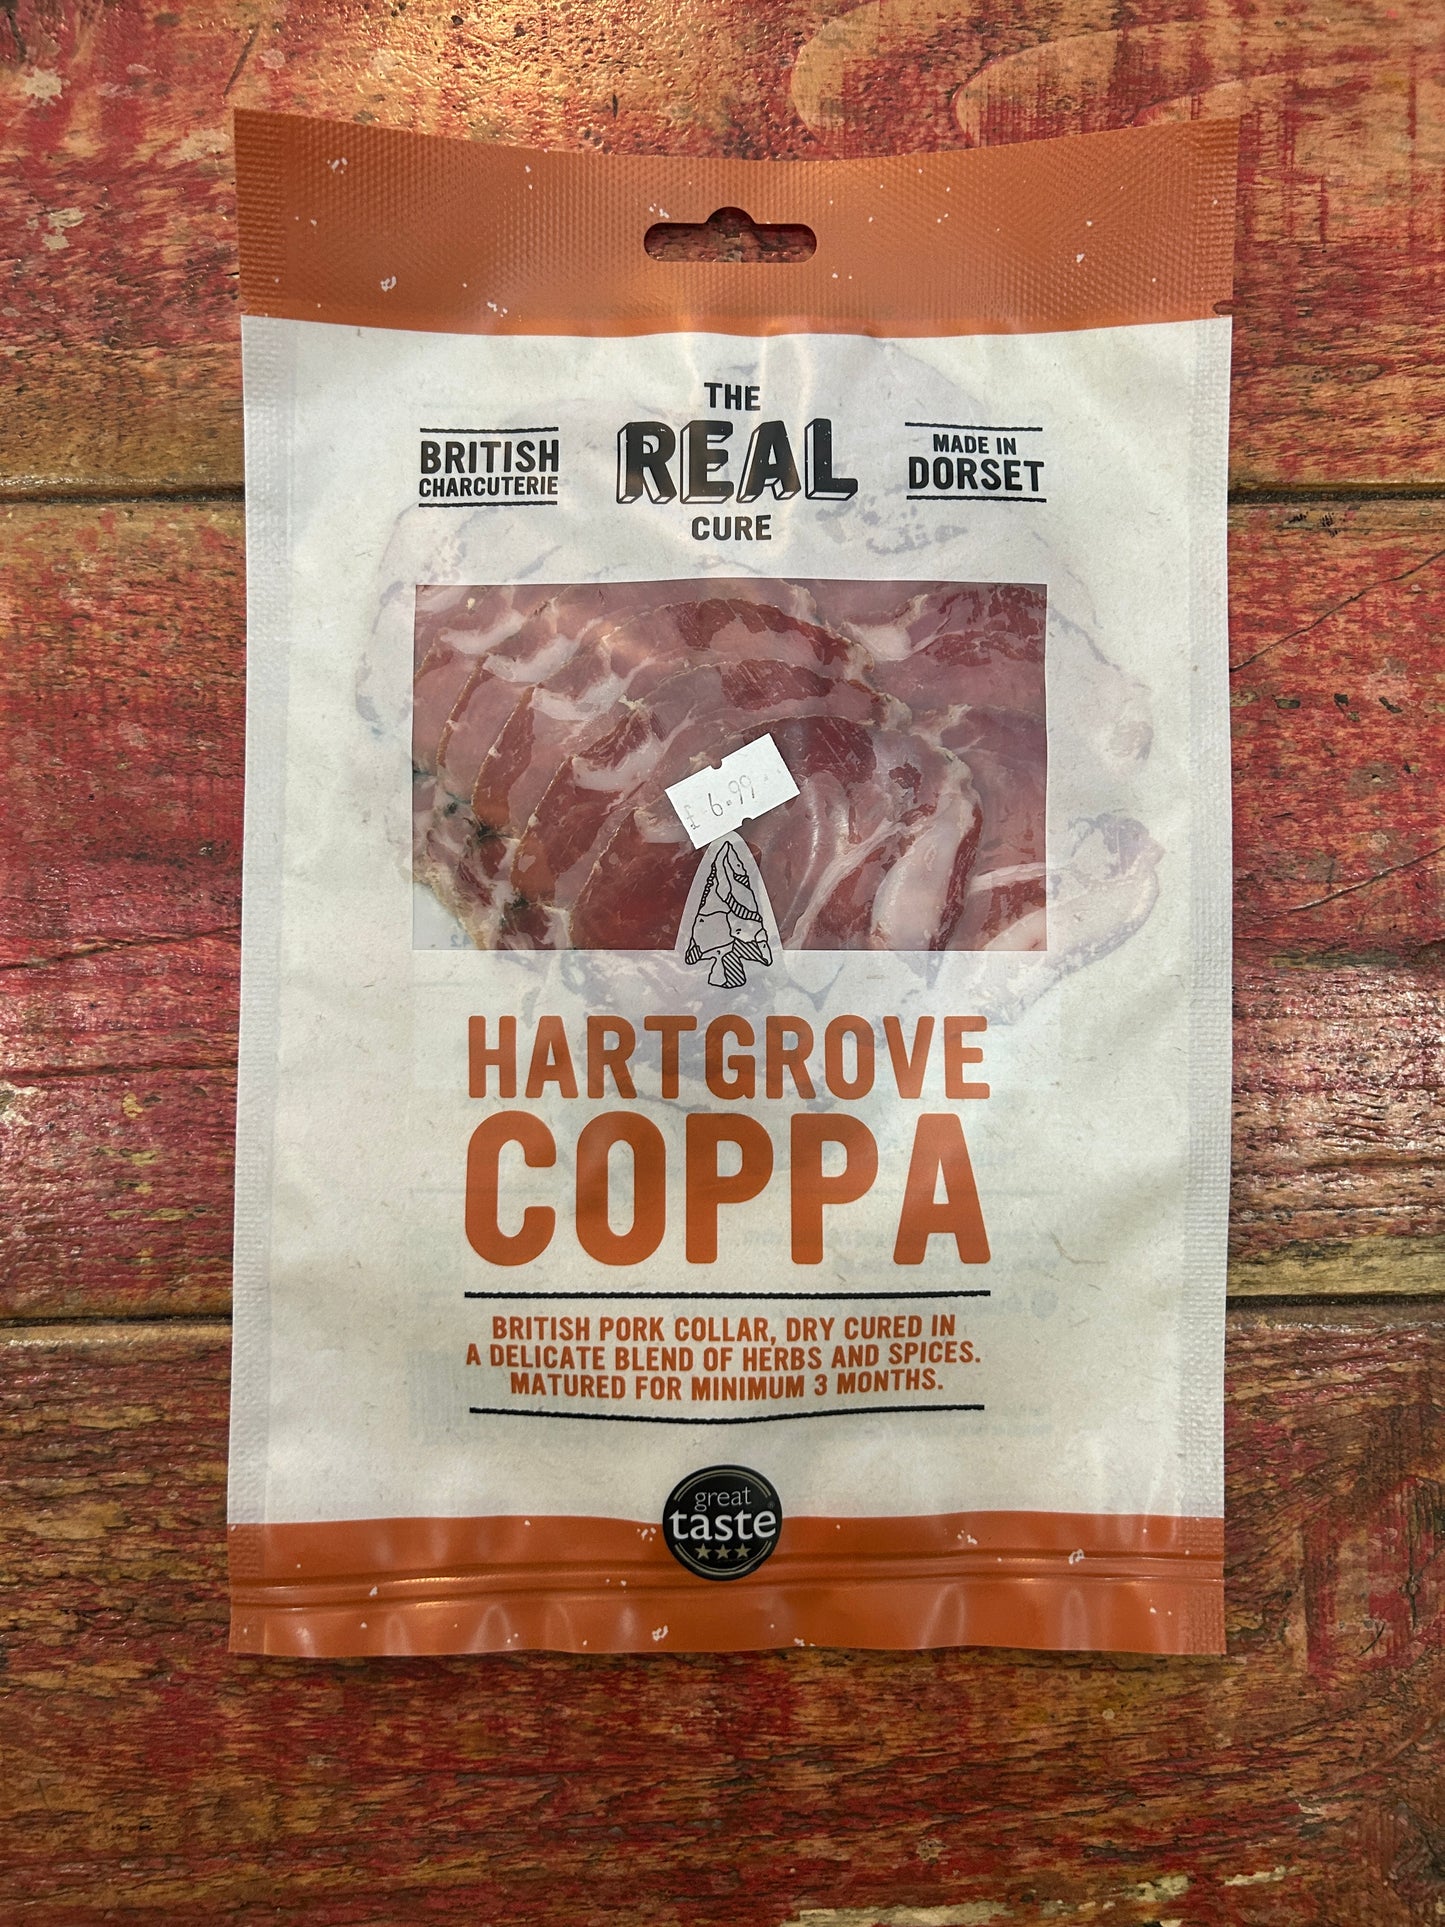 THE
REAL
CURE
BRITISH
CHARCUTERIE
MADE IN
DORSET
£6.99
HARTGROVE
COPPA
BRITISH PORK COLLAR, DRY CURED IN
A DELICATE BLEND OF HERBS AND SPICES.
MATURED FOR MINIMUM 3 MONTHS.
great
taste